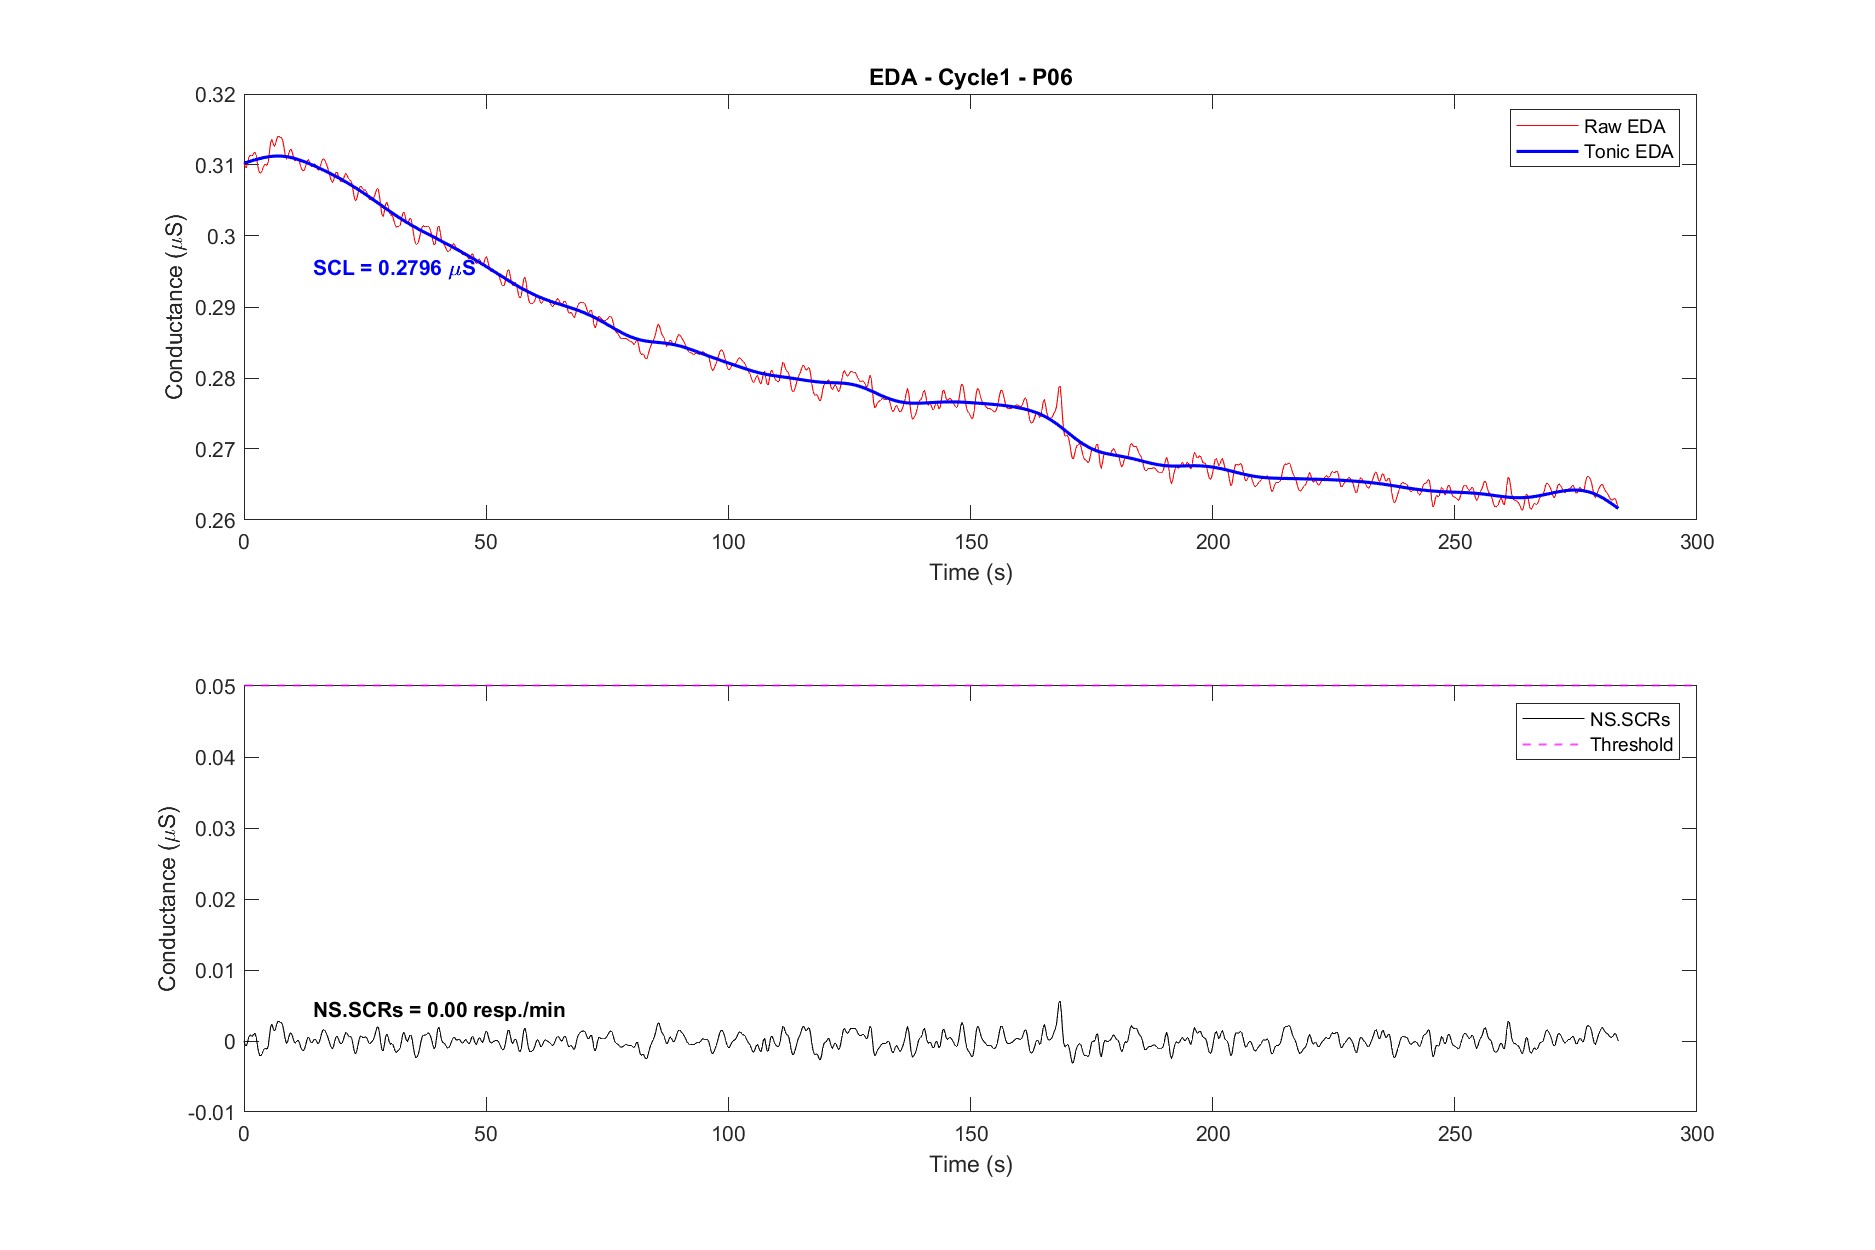 EDA - Cycle1 - P06
0.32
0.31
0.3
0.29
0.28
0.27
0.26
Conductance (μS)
Raw EDA
Tonic EDA
SCL = 0.2796 μS
0 50 100 150 200 250 300
Time (s)
0.05
0.04
0.03
0.02
0.01
0
-0.01
Conductance (μS)
NS.SCRs
Threshold
NS.SCRs = 0.00 resp./min
0 50 100 150 200 250 300
Time (s)